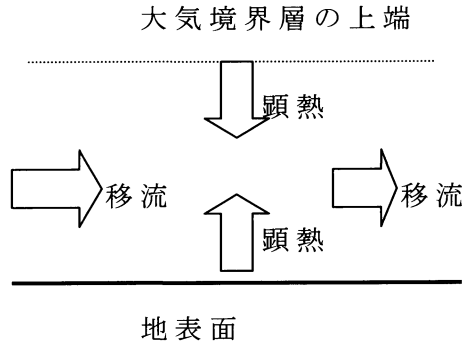 大気境界層の上端
顕熱
移流
移流
顕熱
地表面